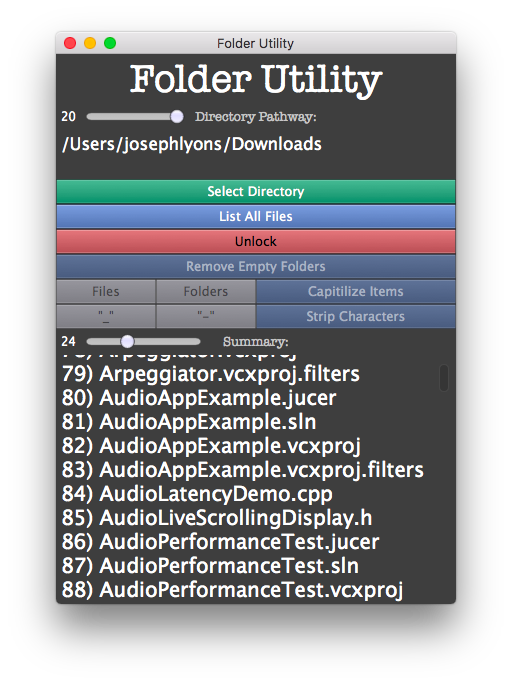 Folder Utility
Folder Utility
20 Directory Pathway:
/Users/josephlyons/Downloads
Select Directory
List All Files
Unlock
Remove Empty Folders
Files Folders Capitilize Items
"_" "-" Strip Characters
24 Summary:
78) Arpeggiator.vcxproj
79) Arpeggiator.vcxproj.filters
80) AudioAppExample.jucer
81) AudioAppExample.sln
82) AudioAppExample.vcxproj
83) AudioAppExample.vcxproj.filters
84) AudioLatencyDemo.cpp
85) AudioLiveScrollingDisplay.h
86) AudioPerformanceTest.jucer
87) AudioPerformanceTest.sln
88) AudioPerformanceTest.vcxproj